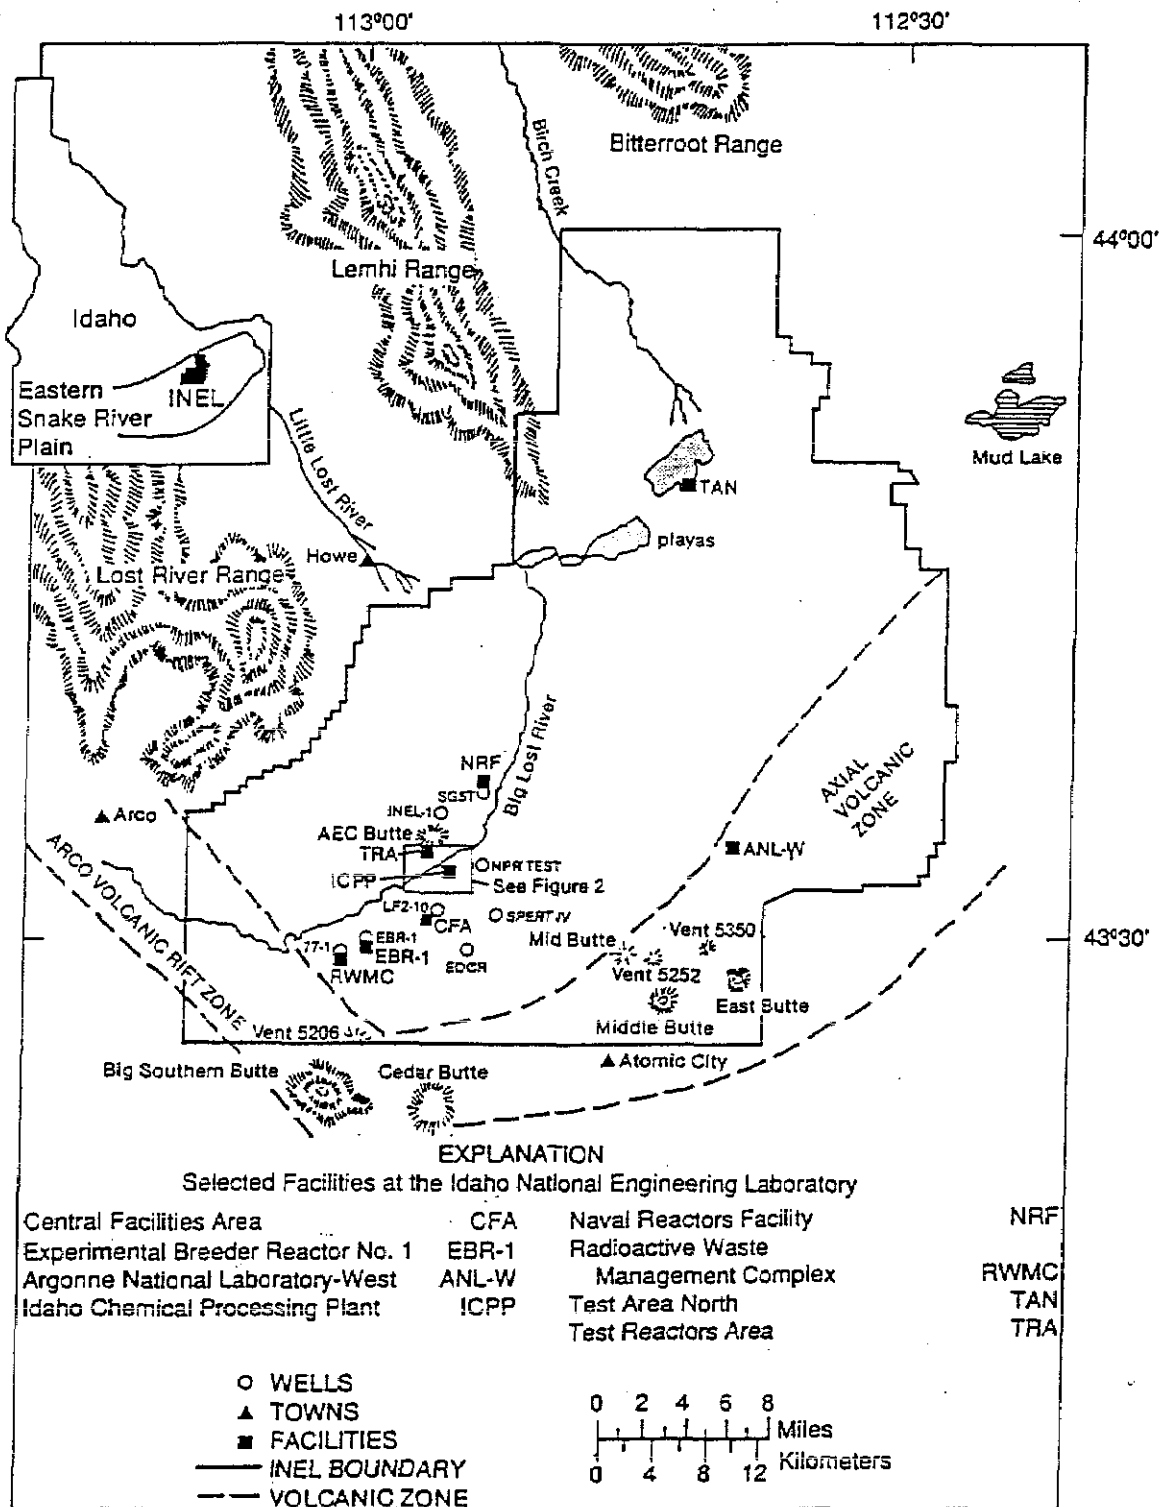 113°00'
112°30'
Birch Creek
Bitterroot Range
44°00'
Lemhi Range
Idaho
INEL
Eastern
Snake River
Plain
Little Lost River
Mud Lake
TAN
playas
Howe
Lost River Range
Big Lost River
NRF
SGST
INEL-1
AXIAL
VOLCANIC
ZONE
Arco
AEC Butte
TRA
ANL-W
ICPP
NPR TEST
See Figure 2
ARCO VOLCANIC RIFT ZONE
LF2-10
CFA
SPERT-IV
Mid Butte
Vent 5350
43°30'
77-1
EBR-1
EBR-1
EDCR
RWMC
Vent 5252
East Butte
Middle Butte
Vent 5206
Atomic City
Big Southern Butte
Cedar Butte
EXPLANATION
Selected Facilities at the Idaho National Engineering Laboratory
Central Facilities Area CFA
Experimental Breeder Reactor No. 1 EBR-1
Argonne National Laboratory-West ANL-W
Idaho Chemical Processing Plant ICPP
Naval Reactors Facility NRF
Radioactive Waste
Management Complex RWMC
Test Area North TAN
Test Reactors Area TRA
WELLS
TOWNS
FACILITIES
INEL BOUNDARY
VOLCANIC ZONE
0 2 4 6 8
Miles
Kilometers
0 4 8 12